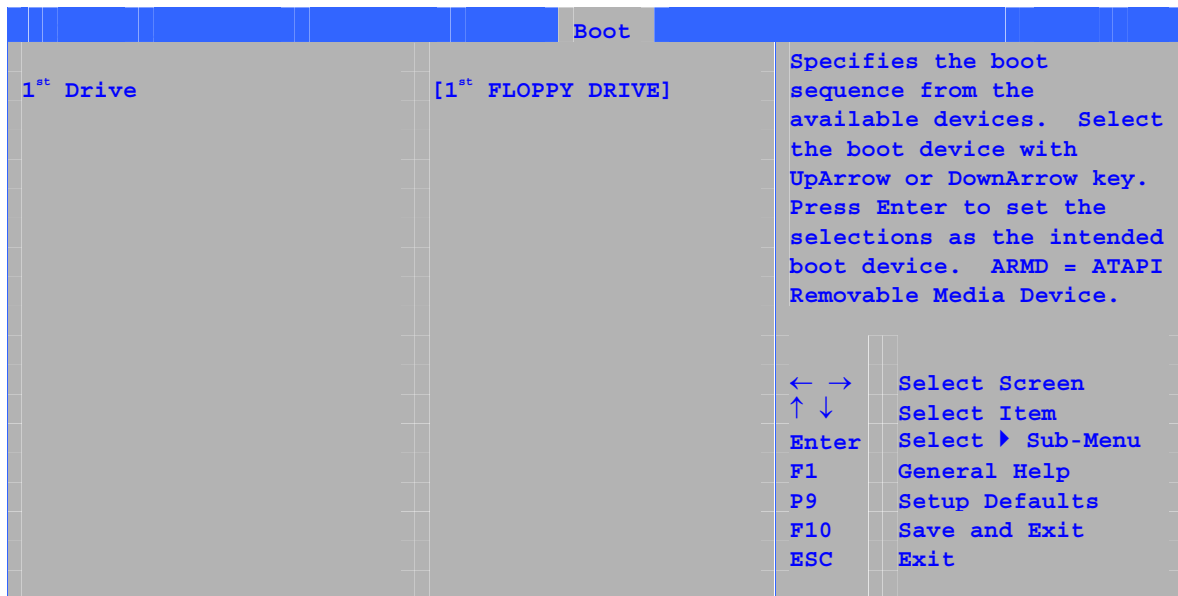 Boot
1st Drive [1st FLOPPY DRIVE]
Specifies the boot
sequence from the
available devices. Select
the boot device with
UpArrow or DownArrow key.
Press Enter to set the
selections as the intended
boot device. ARMD = ATAPI
Removable Media Device.
← → Select Screen
↑ ↓ Select Item
Enter Select ▶ Sub-Menu
F1 General Help
P9 Setup Defaults
F10 Save and Exit
ESC Exit